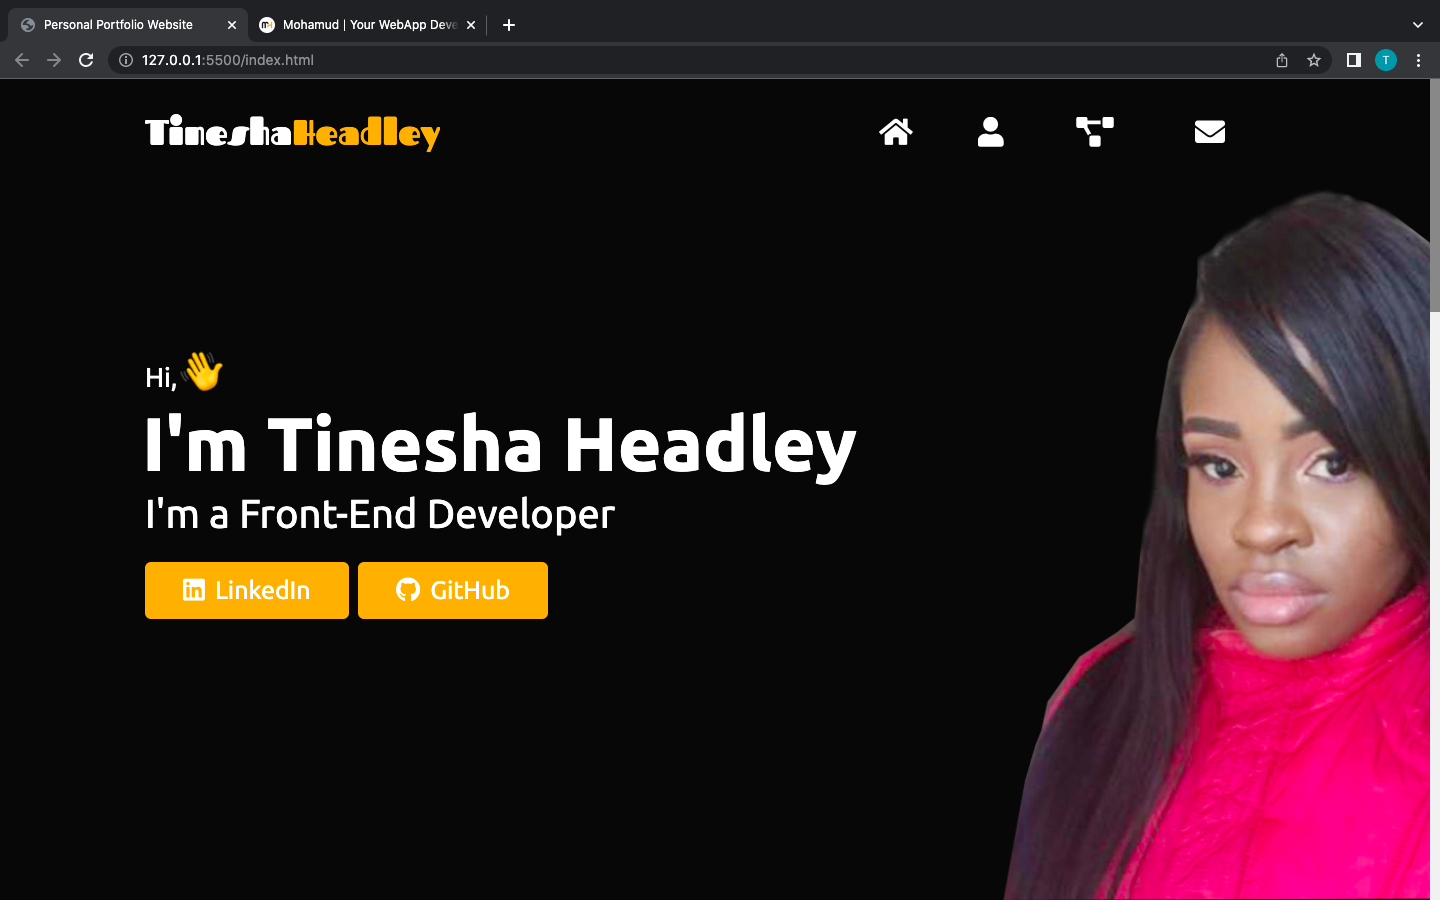 Personal Portfolio Website
Mohamud | Your WebApp Deve
127.0.0.1:5500/index.html
T
TineshaHeadley
Hi,👋
I'm Tinesha Headley
I'm a Front-End Developer
LinkedIn
GitHub